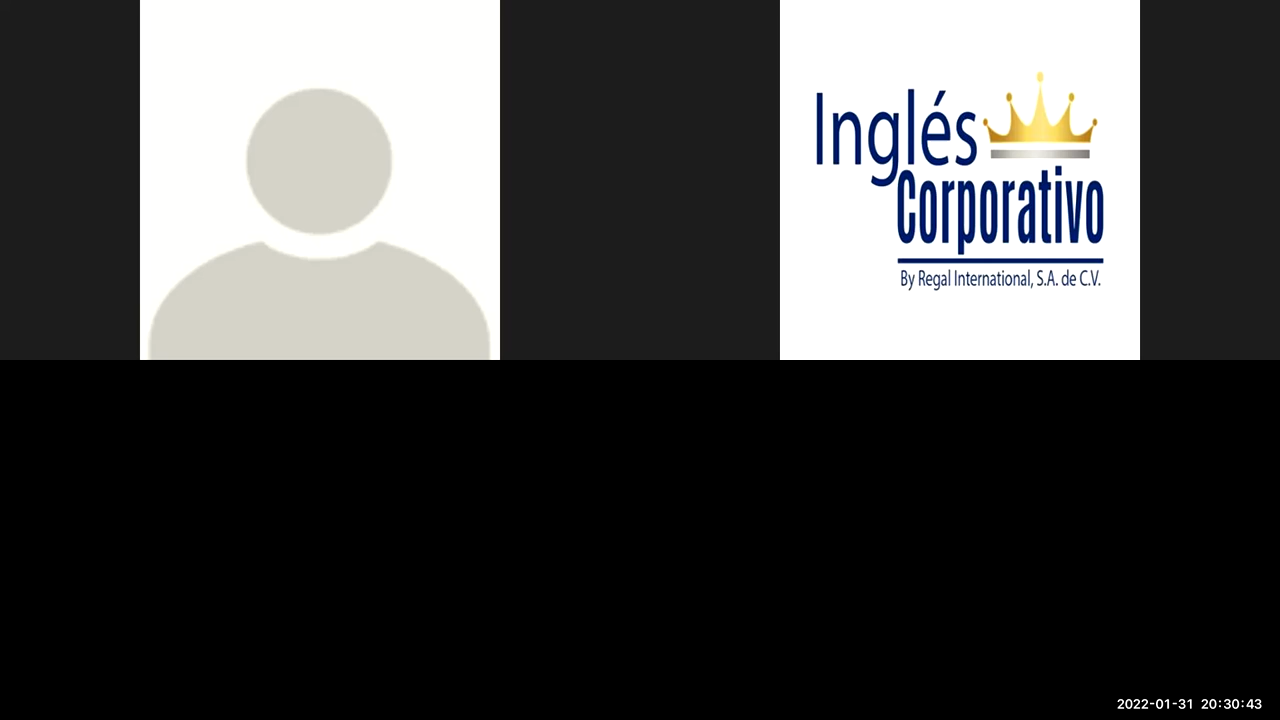 Inglés
Corporativo
By Regal International, S.A. de C.V.
2022-01-31 20:30:43